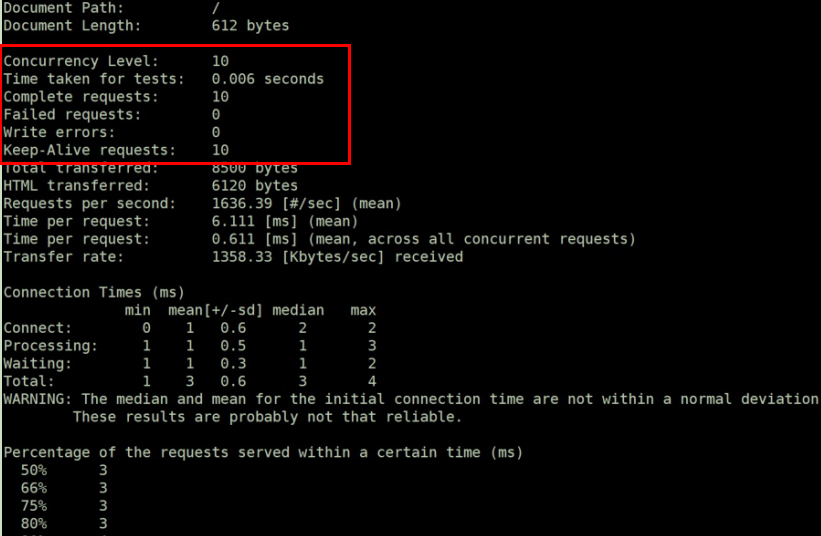 Document Path: /
Document Length: 612 bytes
Concurrency Level: 10
Time taken for tests: 0.006 seconds
Complete requests: 10
Failed requests: 0
Write errors: 0
Keep-Alive requests: 10
Total transferred: 8500 bytes
HTML transferred: 6120 bytes
Requests per second: 1636.39 [#/sec] (mean)
Time per request: 6.111 [ms] (mean)
Time per request: 0.611 [ms] (mean, across all concurrent requests)
Transfer rate: 1358.33 [Kbytes/sec] received
Connection Times (ms)
min mean[+/-sd] median max
Connect: 0 1 0.6 2 2
Processing: 1 1 0.5 1 3
Waiting: 1 1 0.3 1 2
Total: 1 3 0.6 3 4
WARNING: The median and mean for the initial connection time are not within a normal deviation
These results are probably not that reliable.
Percentage of the requests served within a certain time (ms)
50% 3
66% 3
75% 3
80% 3